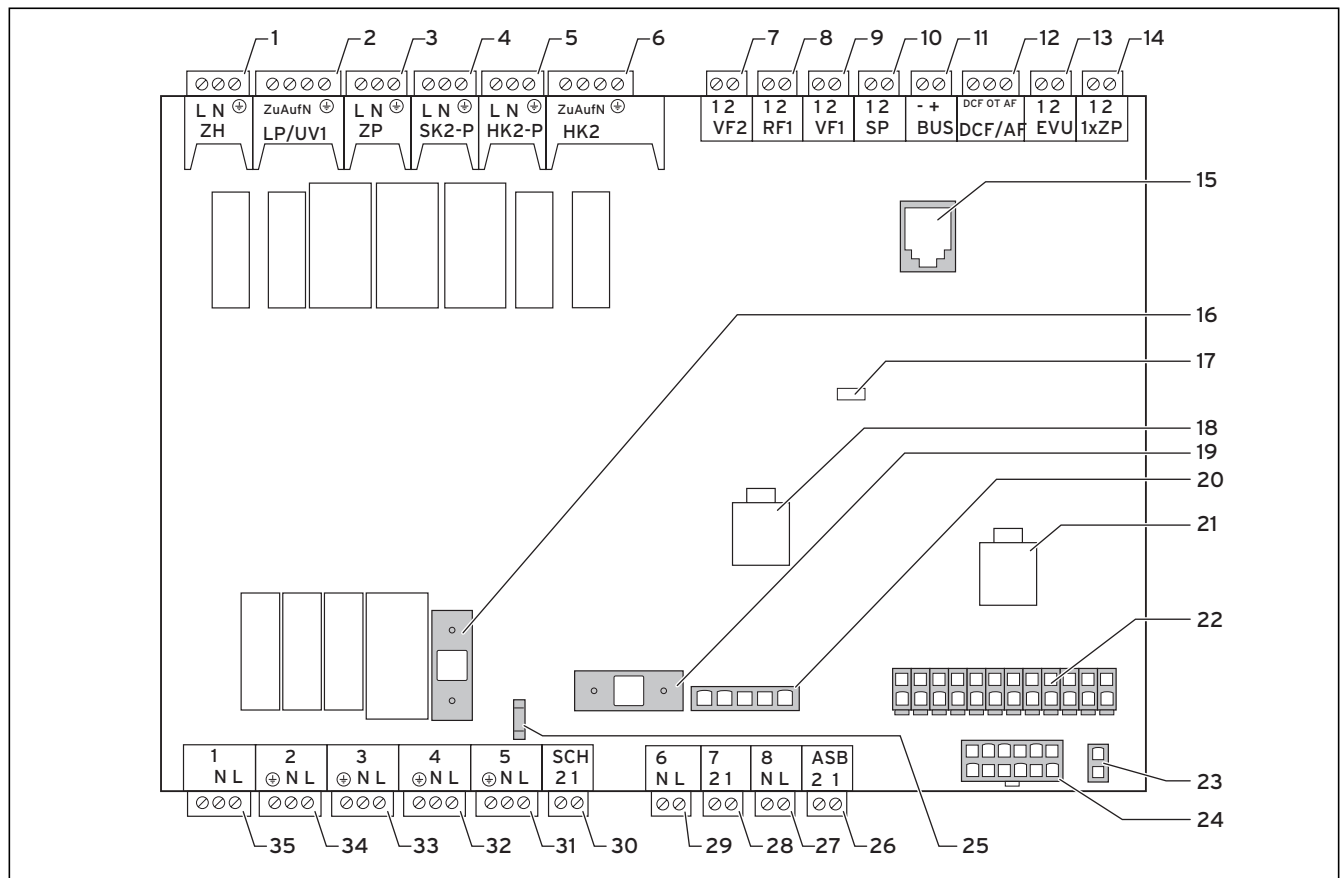 1 2 3 4 5 6 7 8 9 10 11 12 13 14
L N ⏚ ZuAufN ⏚ L N ⏚ L N ⏚ L N ⏚ ZuAufN ⏚ 1 2 1 2 1 2 1 2 - + DCF OT AF 1 2 1 2
ZH LP/UV1 ZP SK2-P HK2-P HK2 VF2 RF1 VF1 SP BUS DCF/AF EVU 1xZP
15
16
17
18
19
20
21
22
1 2 3 4 5 SCH 6 7 8 ASB
N L ⏚ N L ⏚ N L ⏚ N L ⏚ N L 2 1 N L 2 1 N L 2 1
23
24
35 34 33 32 31 30 29 28 27 26 25